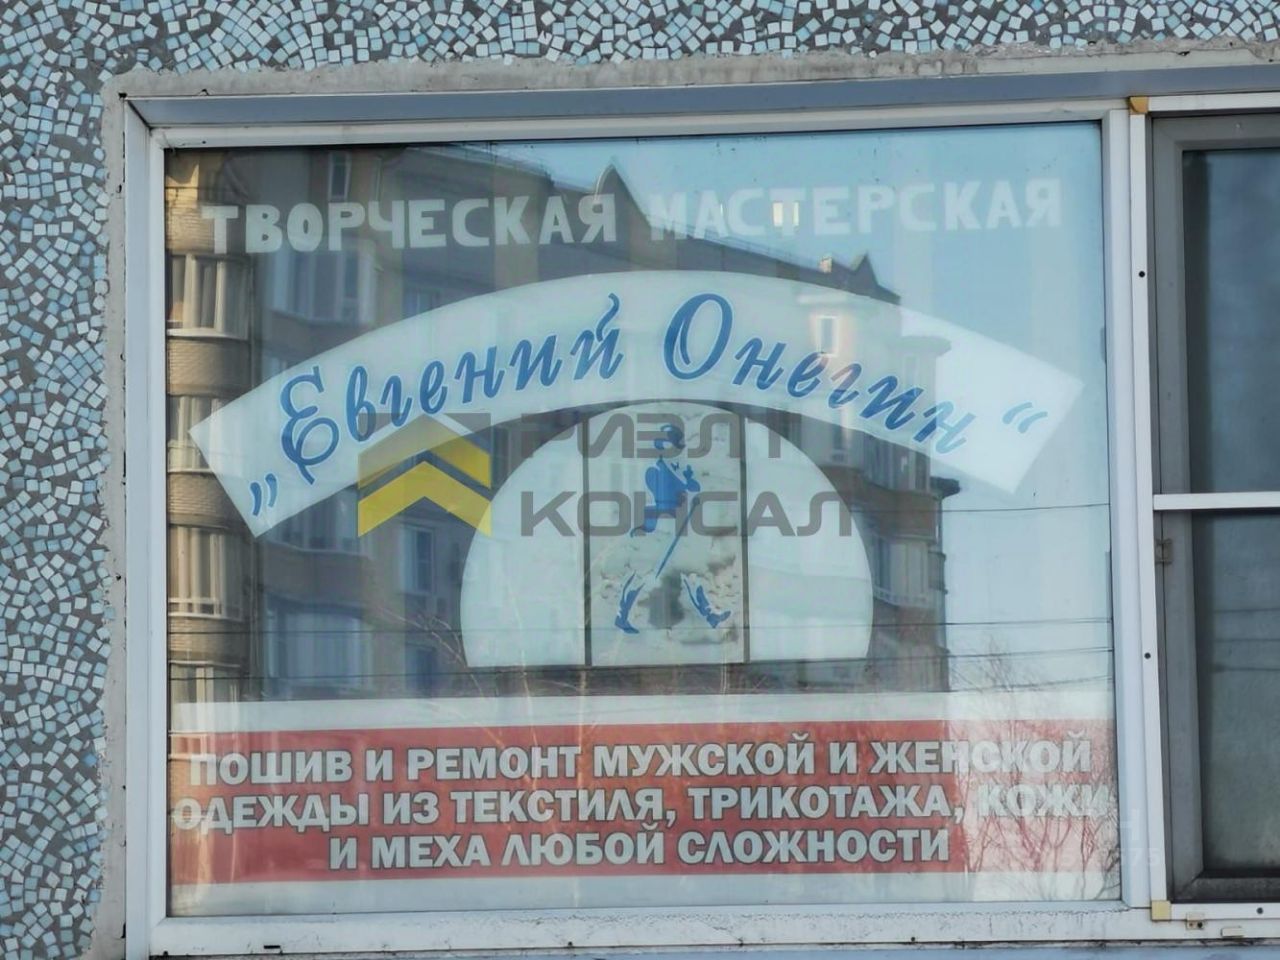 ТВОРЧЕСКАЯ МАСТЕРСКАЯ
„Евгений Онегин“
РИЭЛТ
КОНСАЛ
ПОШИВ И РЕМОНТ МУЖСКОЙ И ЖЕНСКОЙ
ОДЕЖДЫ ИЗ ТЕКСТИЛЯ, ТРИКОТАЖА, КОЖИ
И МЕХА ЛЮБОЙ СЛОЖНОСТИ